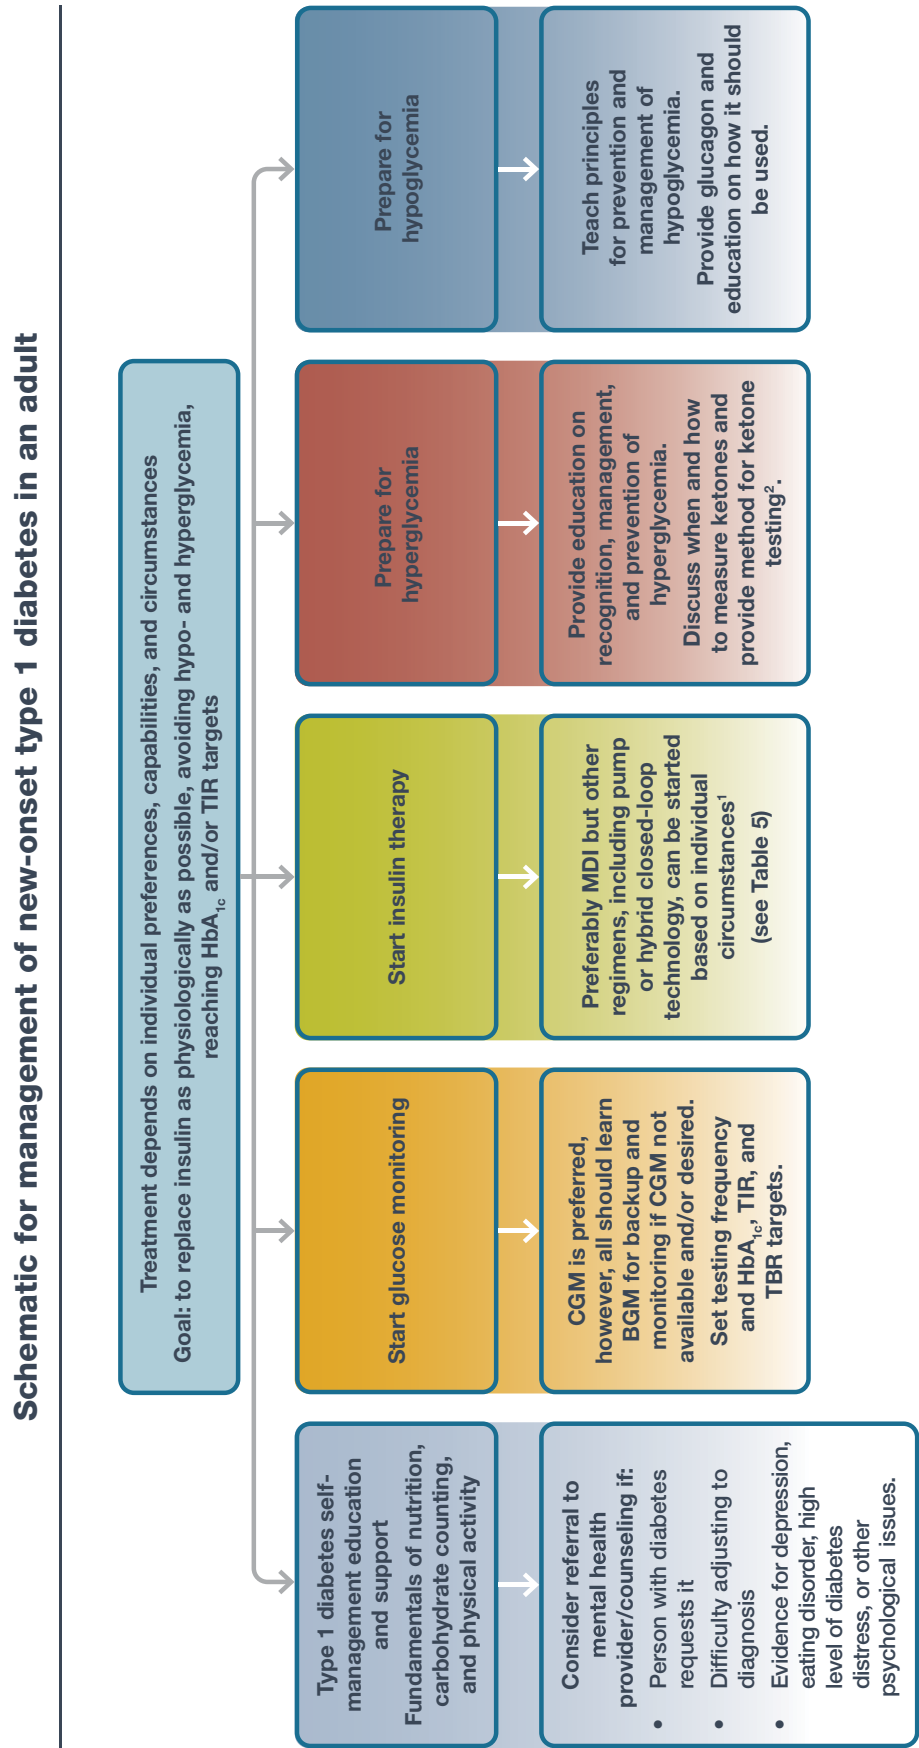 Schematic for management of new-onset type 1 diabetes in an adult
Treatment depends on individual preferences, capabilities, and circumstances
Goal: to replace insulin as physiologically as possible, avoiding hypo- and hyperglycemia,
reaching HbA1c and/or TIR targets
Type 1 diabetes self-
management education
and support
Fundamentals of nutrition,
carbohydrate counting,
and physical activity
Consider referral to
mental health
provider/counseling if:
• Person with diabetes
requests it
• Difficulty adjusting to
diagnosis
• Evidence for depression,
eating disorder, high
level of diabetes
distress, or other
psychological issues.
Start glucose monitoring
CGM is preferred,
however, all should learn
BGM for backup and
monitoring if CGM not
available and/or desired.
Set testing frequency
and HbA1c, TIR, and
TBR targets.
Start insulin therapy
Preferably MDI but other
regimens, including pump
or hybrid closed-loop
technology, can be started
based on individual
circumstances¹
(see Table 5)
Prepare for
hyperglycemia
Provide education on
recognition, management,
and prevention of
hyperglycemia.
Discuss when and how
to measure ketones and
provide method for ketone
testing².
Prepare for
hypoglycemia
Teach principles
for prevention and
management of
hypoglycemia.
Provide glucagon and
education on how it should
be used.